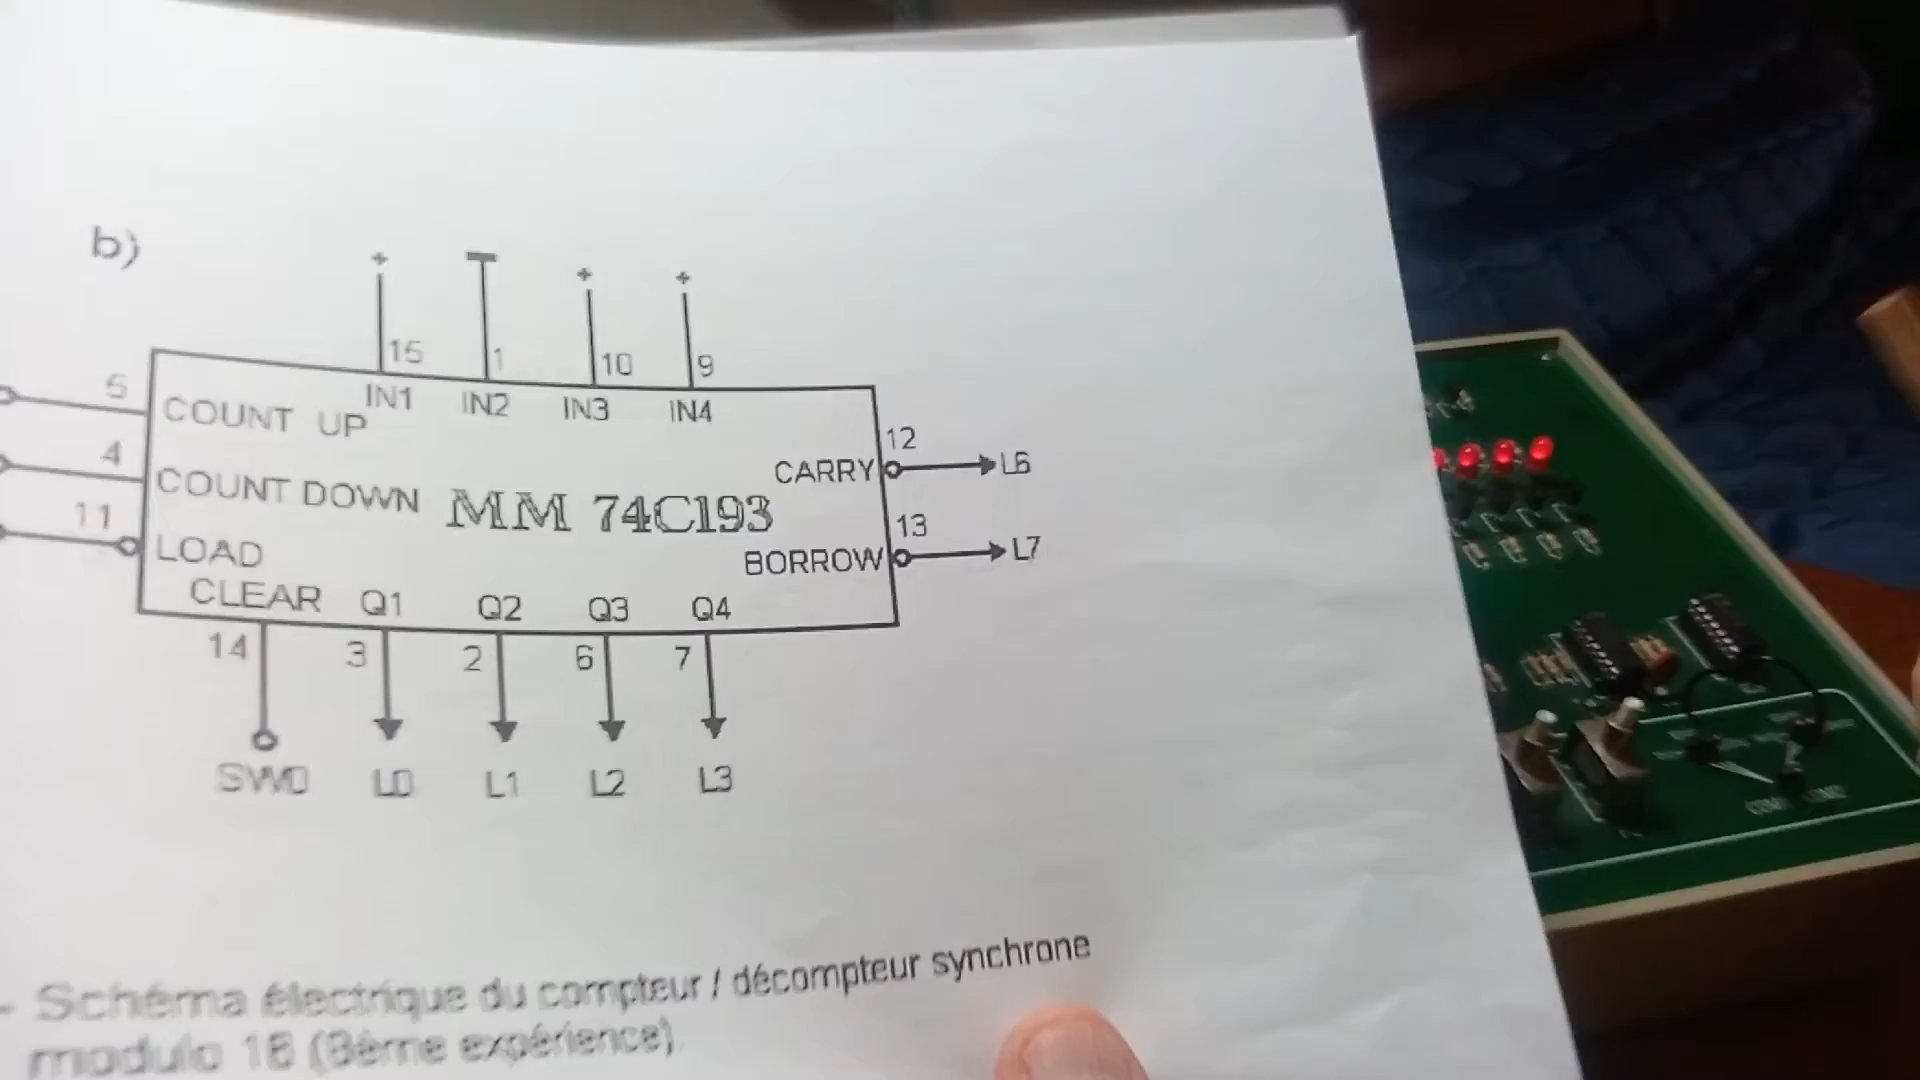 b)
+ + +
15 1 10 9
IN1 IN2 IN3 IN4
5
COUNT UP
4
COUNT DOWN
11
LOAD
MM 74C193
12
CARRY
L6
13
BORROW
L7
CLEAR Q1 Q2 Q3 Q4
14 3 2 6 7
SW0 L0 L1 L2 L3
- Schéma électrique du compteur / décompteur synchrone
modulo 16 (3ème expérience)